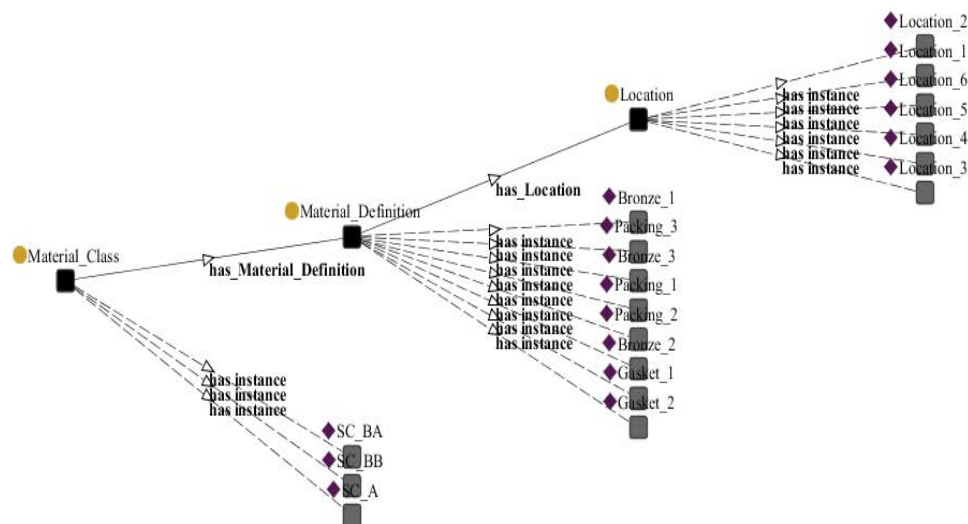 Location_2
Location_1
Location_6
Location
has instance
has instance
Location_5
has instance
has instance
Location_4
has instance
has instance
Location_3
has_Location
Bronze_1
Material_Definition
Packing_3
has instance
Material_Class
Bronze_3
has instance
has_Material_Definition
has instance
has instance
Packing_1
has instance
has instance
Packing_2
has instance
has instance
Bronze_2
Gasket_1
has instance
has instance
has instance
Gasket_2
SC_BA
SC_BB
SC_A